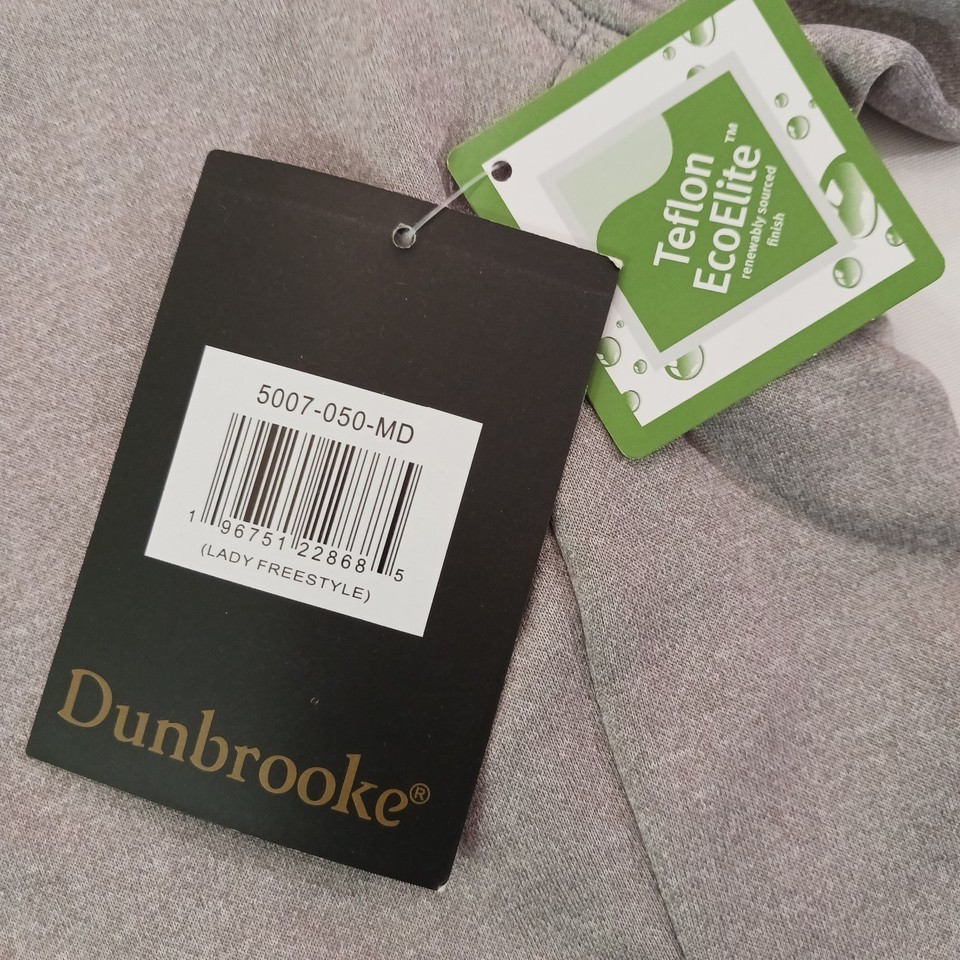 Teflon
EcoElite™
renewably sourced
finish
5007-050-MD
1 96751 22868 5
(LADY FREESTYLE)
Dunbrooke®